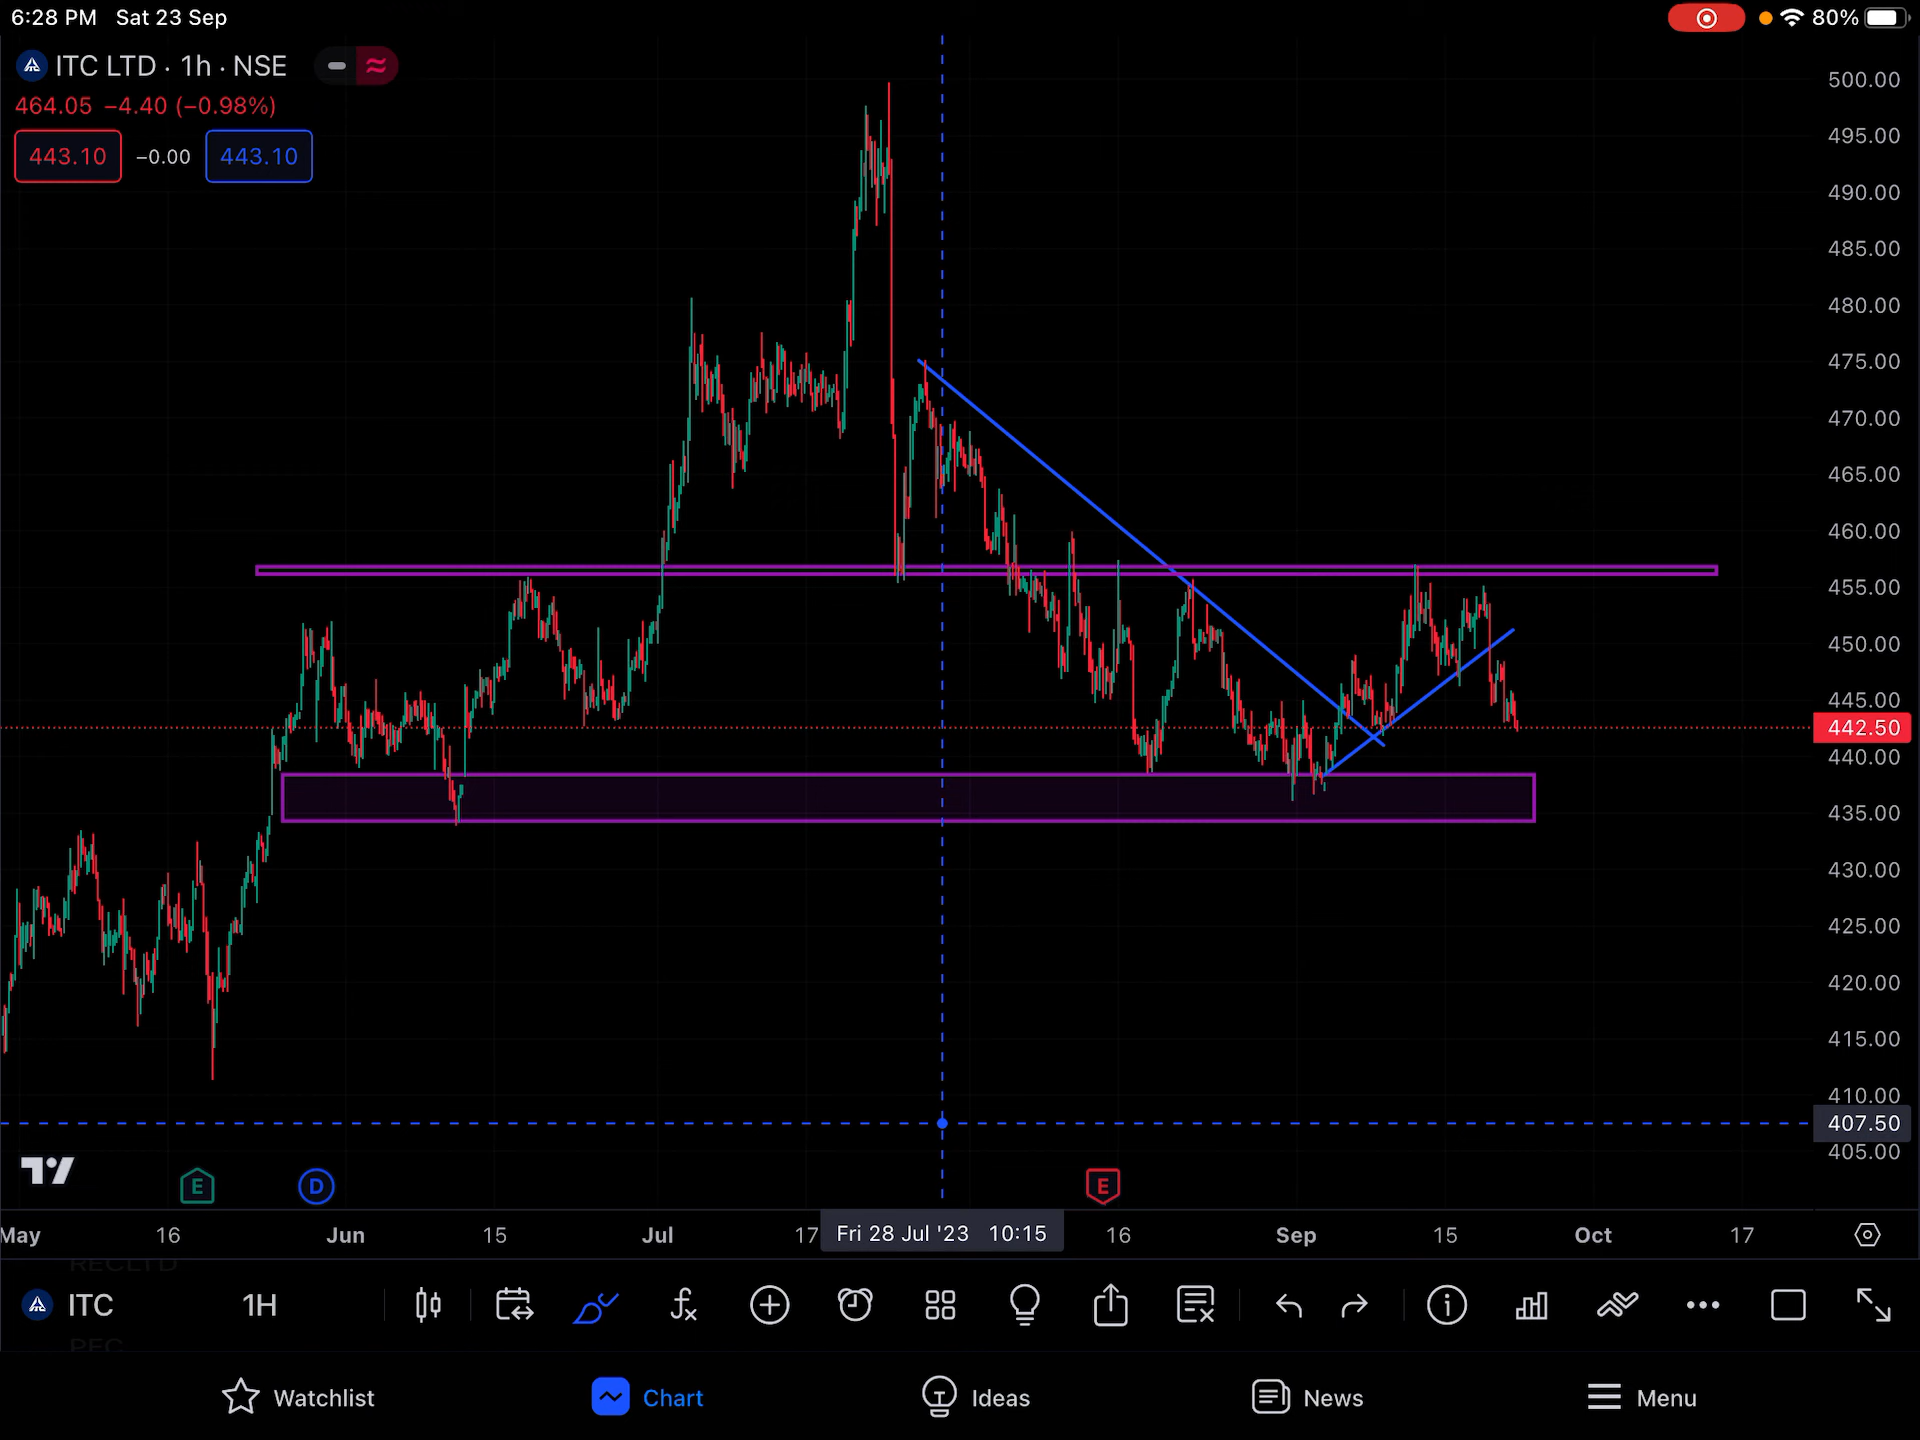 6:28 PM Sat 23 Sep
80%
ITC LTD · 1h · NSE
464.05 −4.40 (−0.98%)
443.10 −0.00 443.10
500.00
495.00
490.00
485.00
480.00
475.00
470.00
465.00
460.00
455.00
450.00
445.00
442.50
440.00
435.00
430.00
425.00
420.00
415.00
410.00
407.50
405.00
E D E
May 16 Jun 15 Jul 17 Fri 28 Jul '23 10:15 16 Sep 15 Oct 17
RECLTD
ITC 1H
PFC
Watchlist Chart Ideas News Menu